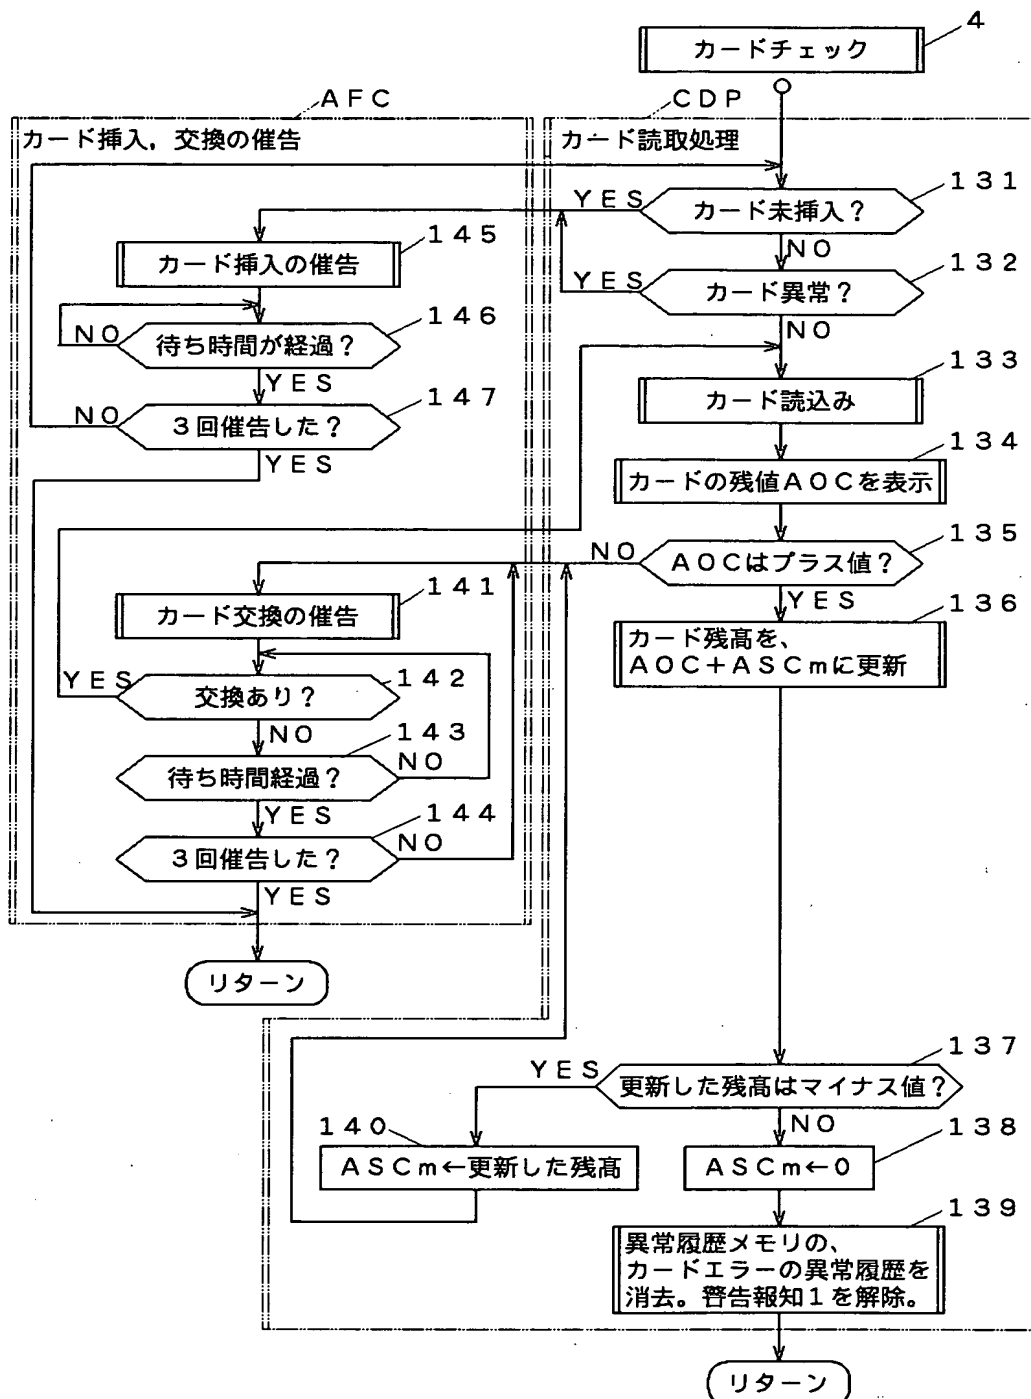 4
カードチェック
AFC
CDP
カード挿入，交換の催告
カード読取処理
131
YES
カード未挿入？
145
NO
132
カード挿入の催告
YES
カード異常？
146
NO
NO
待ち時間が経過？
133
YES
147
カード読込み
NO
3回催告した？
134
YES
カードの残値AOCを表示
135
NO
AOCはプラス値？
141
YES
136
カード交換の催告
カード残高を、
AOC＋ASCmに更新
YES
142
交換あり？
NO
143
NO
待ち時間経過？
YES
144
NO
3回催告した？
YES
リターン
137
YES
更新した残高はマイナス値？
140
NO
138
ASCm←更新した残高
ASCm←0
139
異常履歴メモリの、
カードエラーの異常履歴を
消去。警告報知1を解除。
リターン